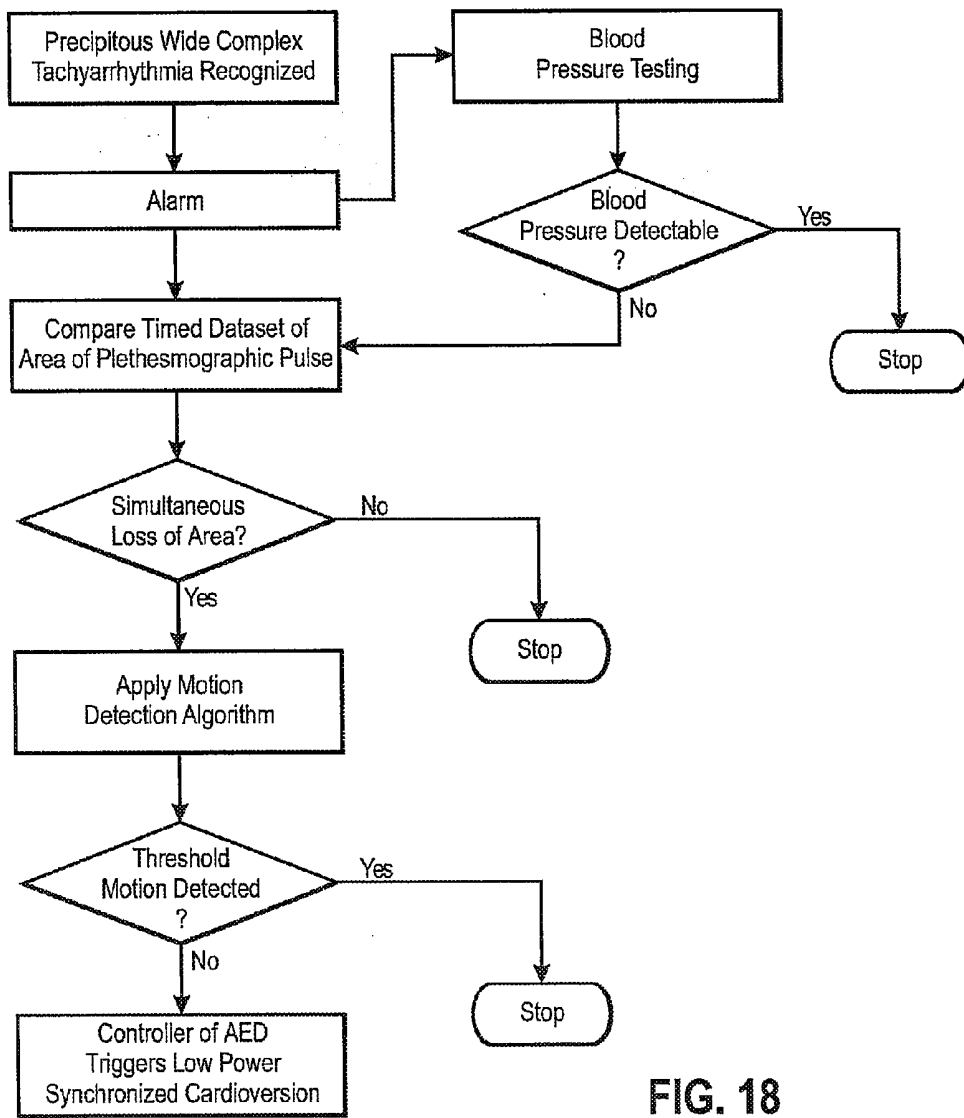 Precipitous Wide Complex
Tachyarrhythmia Recognized
Blood
Pressure Testing
Alarm
Blood
Pressure Detectable
?
Yes
No
Stop
Compare Timed Dataset of
Area of Plethesmographic Pulse
Simultaneous
Loss of Area?
No
Yes
Stop
Apply Motion
Detection Algorithm
Threshold
Motion Detected
?
Yes
No
Stop
Controller of AED
Triggers Low Power
Synchronized Cardioversion
FIG. 18